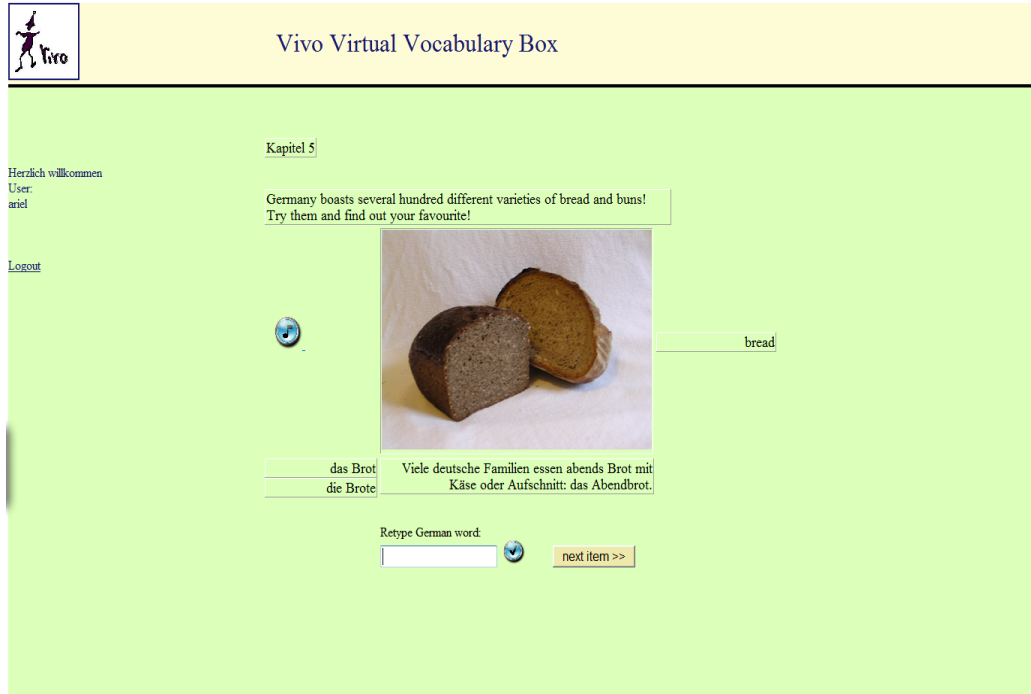 Vivo
Vivo Virtual Vocabulary Box
Herzlich willkommen
User:
ariel
Logout
Kapitel 5
Germany boasts several hundred different varieties of bread and buns!
Try them and find out your favourite!
bread
das Brot
die Brote
Viele deutsche Familien essen abends Brot mit
Käse oder Aufschnitt: das Abendbrot.
Retype German word:
next item >>